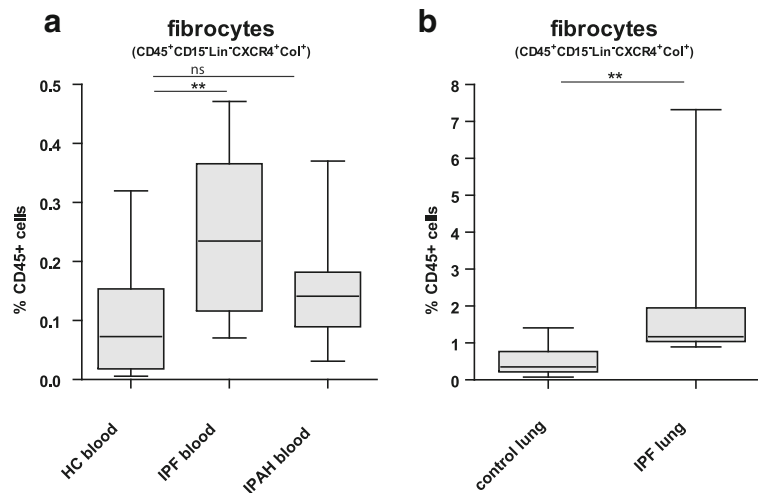 a
fibrocytes
(CD45⁺CD15⁻Lin⁻CXCR4⁺Col⁺)
ns
**
0.5
0.4
0.3
0.2
0.1
0.0
% CD45+ cells
HC blood
IPF blood
IPAH blood
b
fibrocytes
(CD45⁺CD15⁻Lin⁻CXCR4⁺Col⁺)
**
8
7
6
5
4
3
2
1
0
% CD45+ cells
control lung
IPF lung